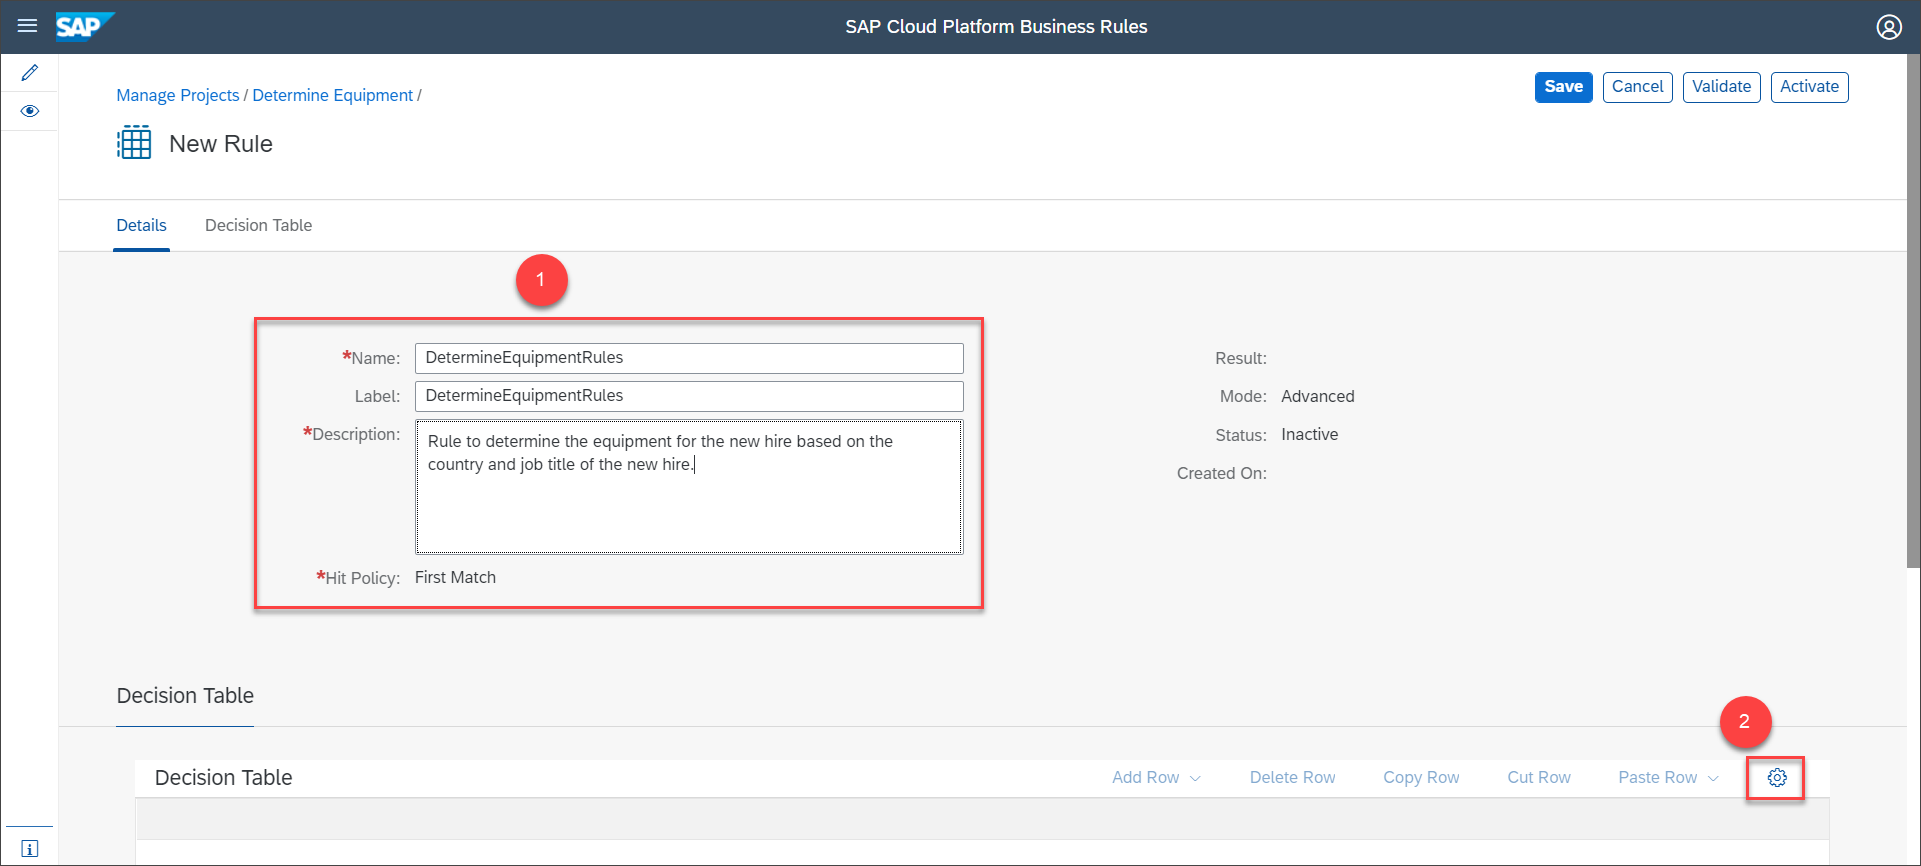 SAP
SAP Cloud Platform Business Rules
Manage Projects / Determine Equipment /
Save
Cancel
Validate
Activate
New Rule
Details
Decision Table
1
*Name:
DetermineEquipmentRules
Label:
DetermineEquipmentRules
*Description:
Rule to determine the equipment for the new hire based on the
country and job title of the new hire.
*Hit Policy:
First Match
Result:
Mode: Advanced
Status: Inactive
Created On:
Decision Table
2
Decision Table
Add Row
Delete Row
Copy Row
Cut Row
Paste Row